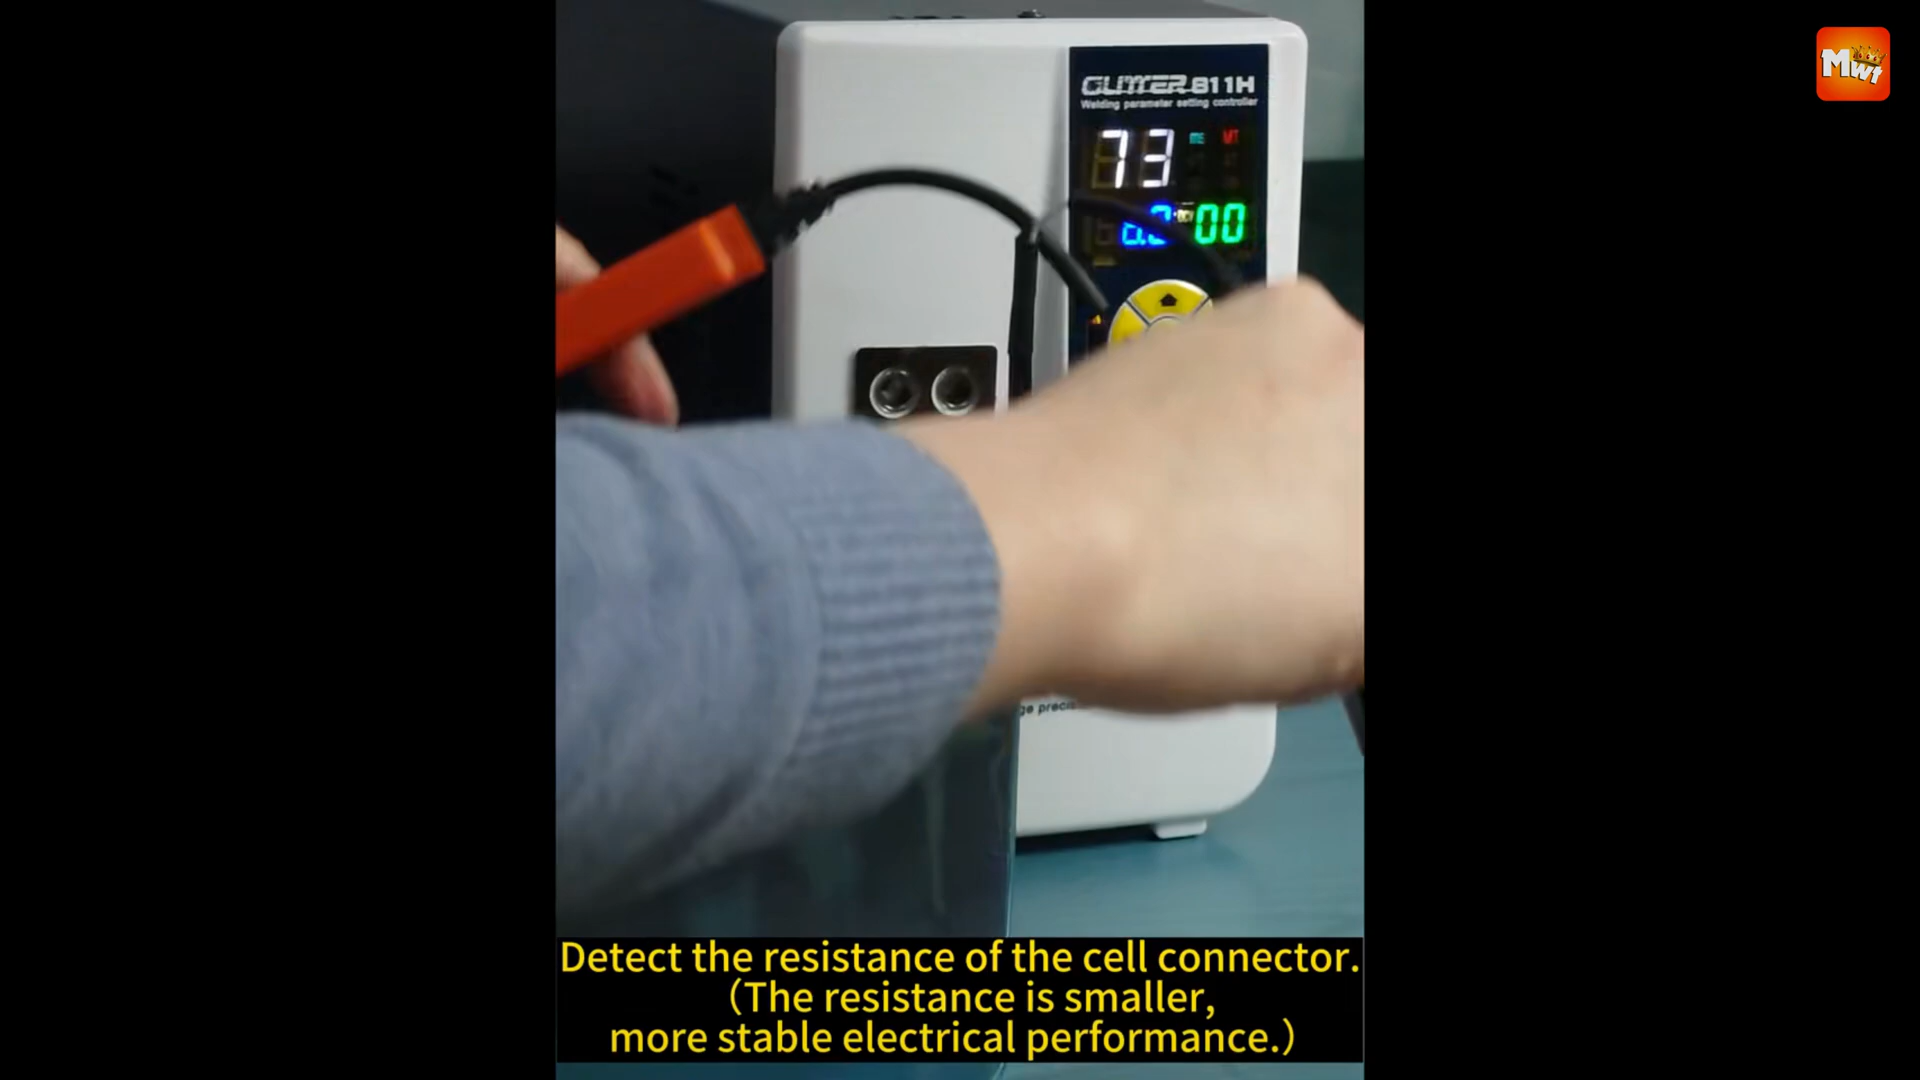 GLITTER 811H
Welding parameter setting controller
73
00
Detect the resistance of the cell connector.
（The resistance is smaller,
more stable electrical performance.）
MWT